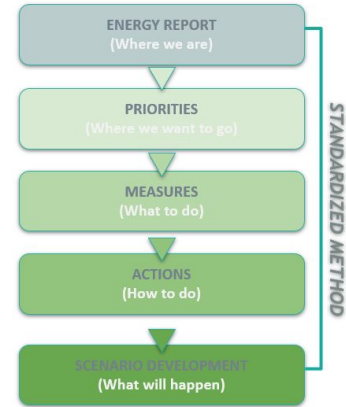 ENERGY REPORT
(Where we are)
PRIORITIES
(Where we want to go)
MEASURES
(What to do)
ACTIONS
(How to do)
SCENARIO DEVELOPMENT
(What will happen)
STANDARDIZED METHOD